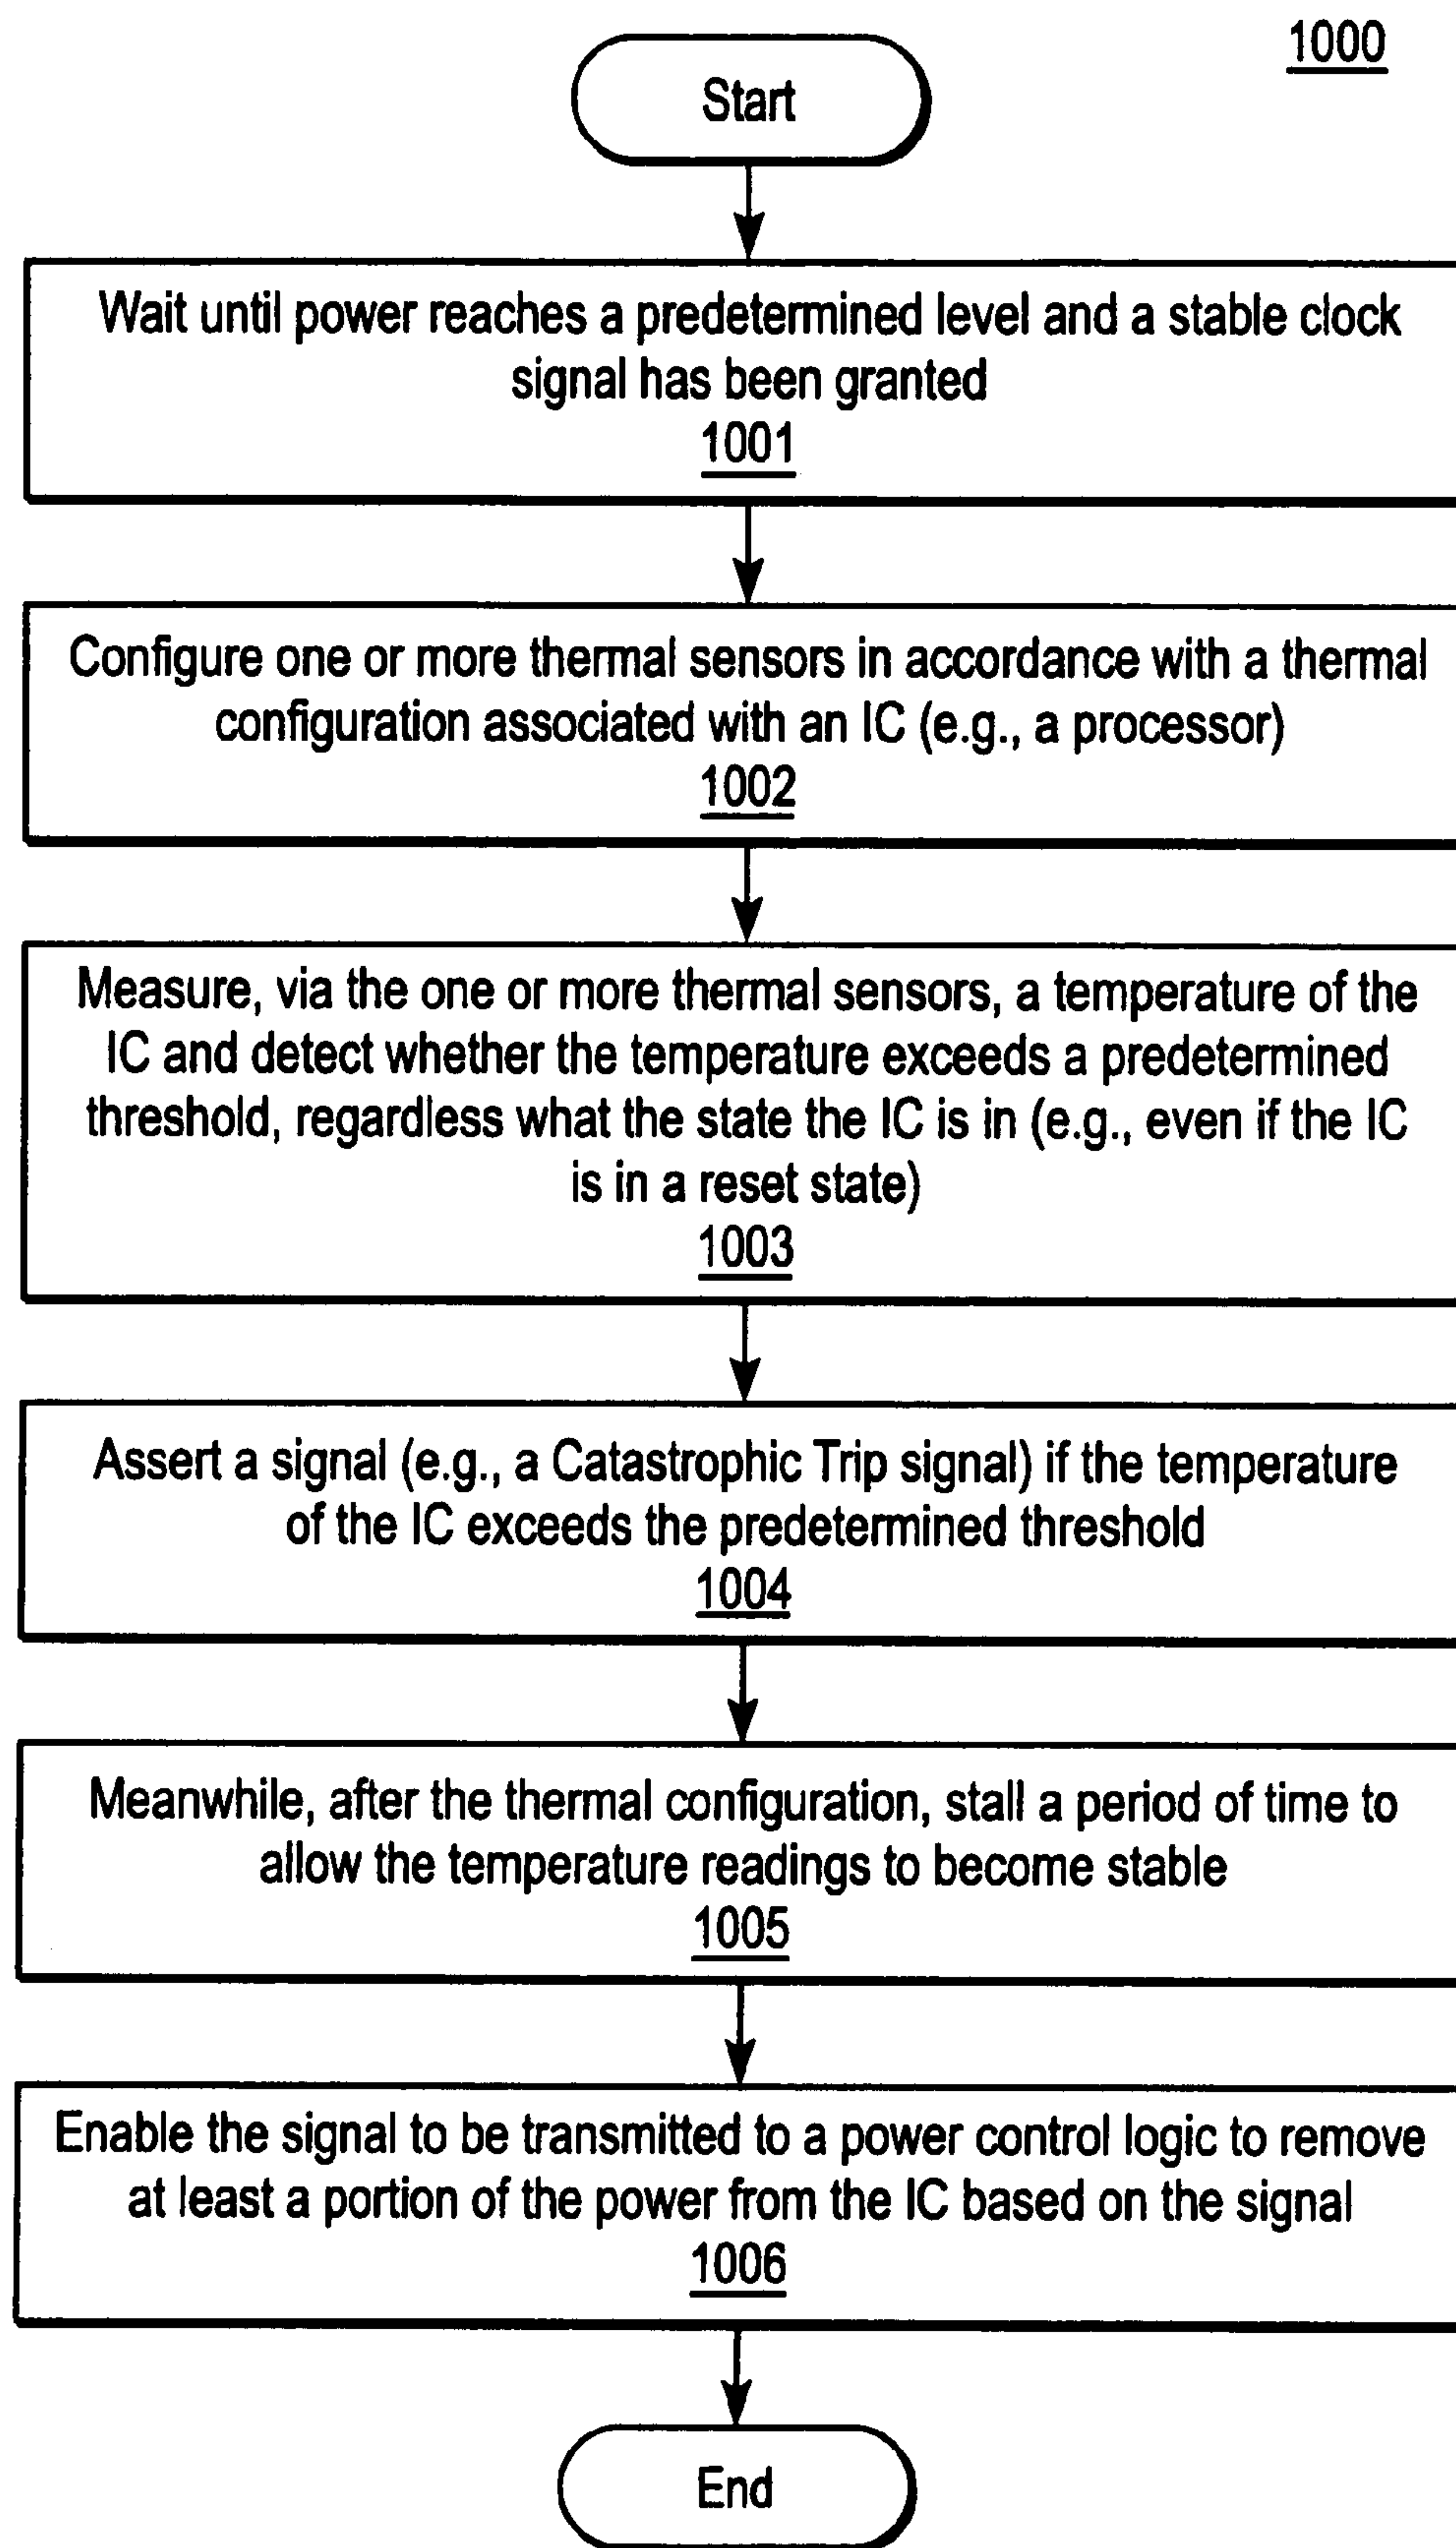 1000
Start
Wait until power reaches a predetermined level and a stable clock
signal has been granted
1001
Configure one or more thermal sensors in accordance with a thermal
configuration associated with an IC (e.g., a processor)
1002
Measure, via the one or more thermal sensors, a temperature of the
IC and detect whether the temperature exceeds a predetermined
threshold, regardless what the state the IC is in (e.g., even if the IC
is in a reset state)
1003
Assert a signal (e.g., a Catastrophic Trip signal) if the temperature
of the IC exceeds the predetermined threshold
1004
Meanwhile, after the thermal configuration, stall a period of time to
allow the temperature readings to become stable
1005
Enable the signal to be transmitted to a power control logic to remove
at least a portion of the power from the IC based on the signal
1006
End